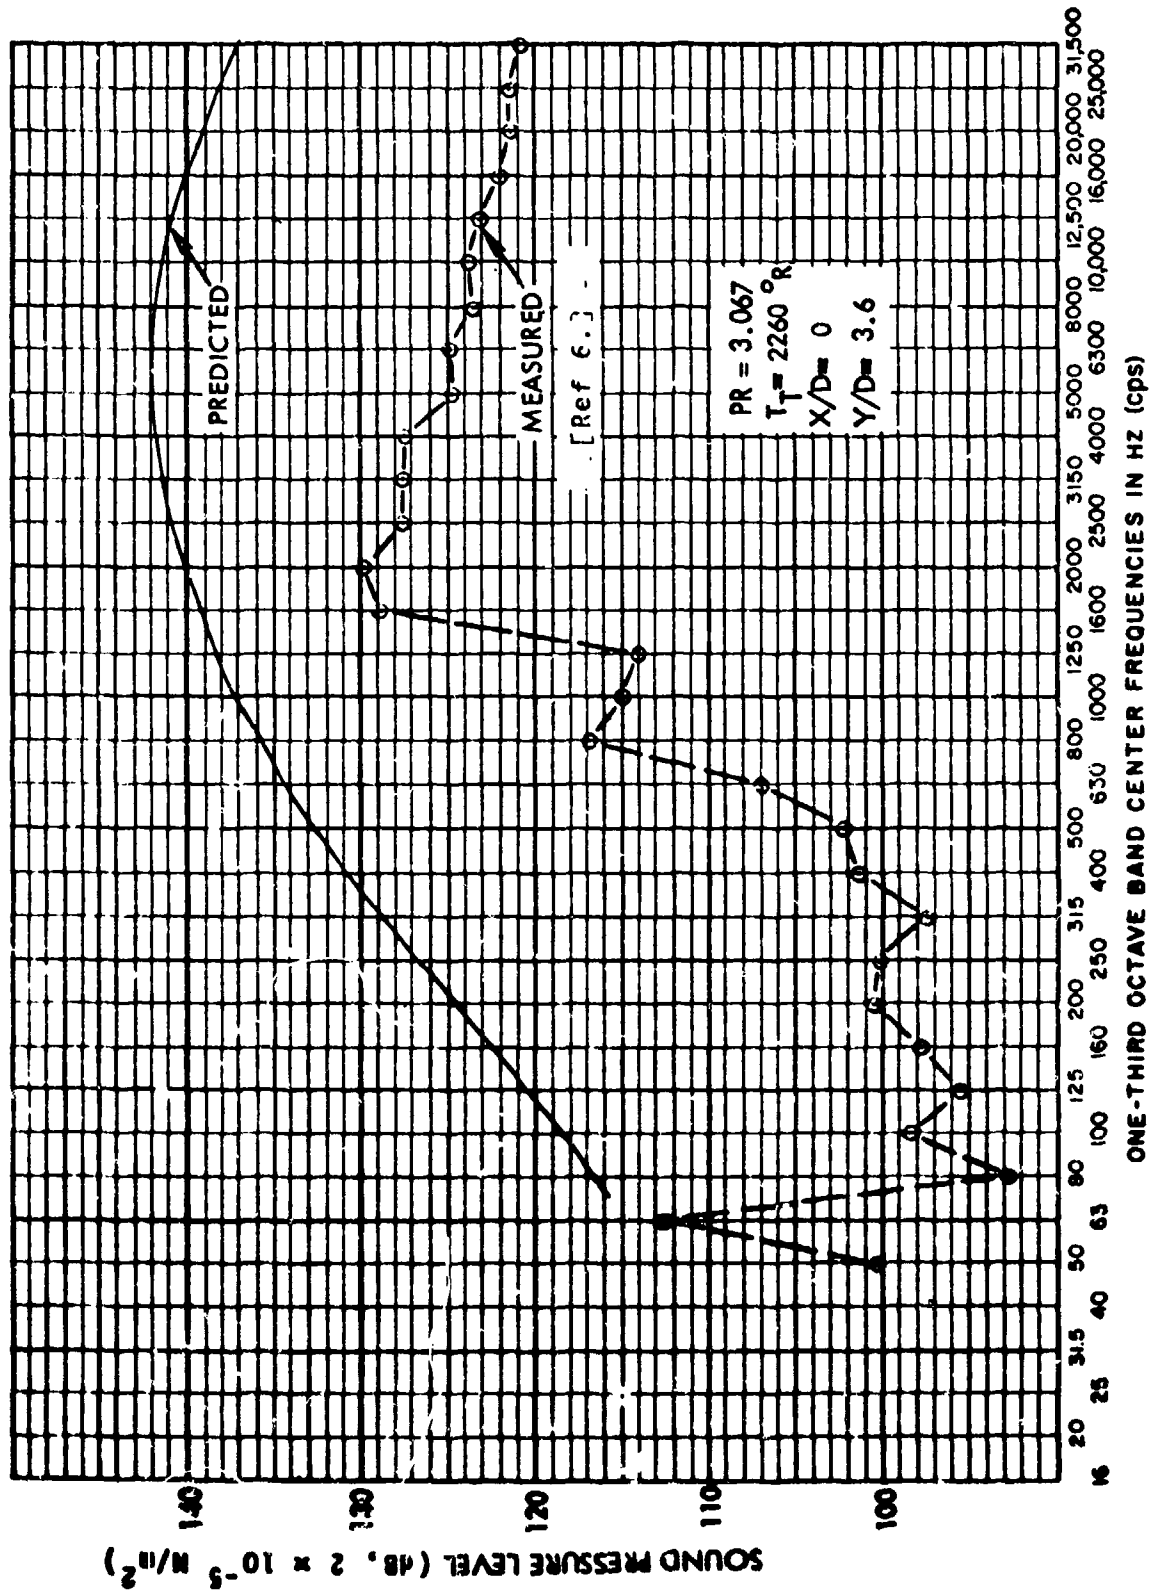 SOUND PRESSURE LEVEL (dB, 2 x 10⁻⁵ N/m²)
140
130
120
110
100
PREDICTED
MEASURED
[Ref 6.]
PR = 3.067
T_T = 2260 °R
X/D= 0
Y/D= 3.6
16 20 25 31.5 40 50 63 80 100 125 160 200 250 315 400 500 630 800 1000 1250 1600 2000 2500 3150 4000 5000 6300 8000 10,000 12,500 16,000 20,000 25,000 31,500
ONE-THIRD OCTAVE BAND CENTER FREQUENCIES IN HZ (cps)